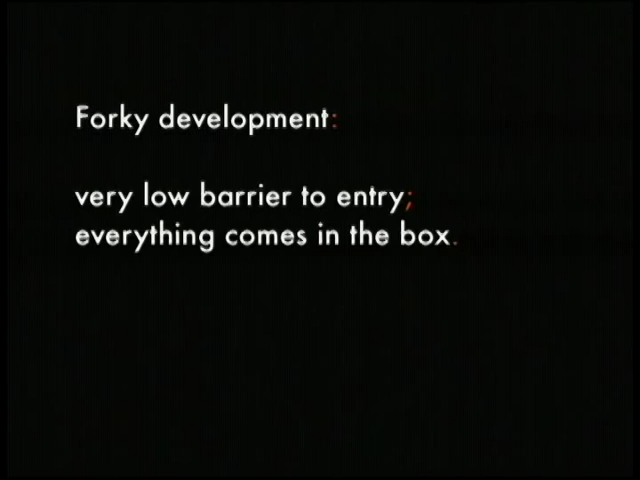 Forky development:
very low barrier to entry;
everything comes in the box.